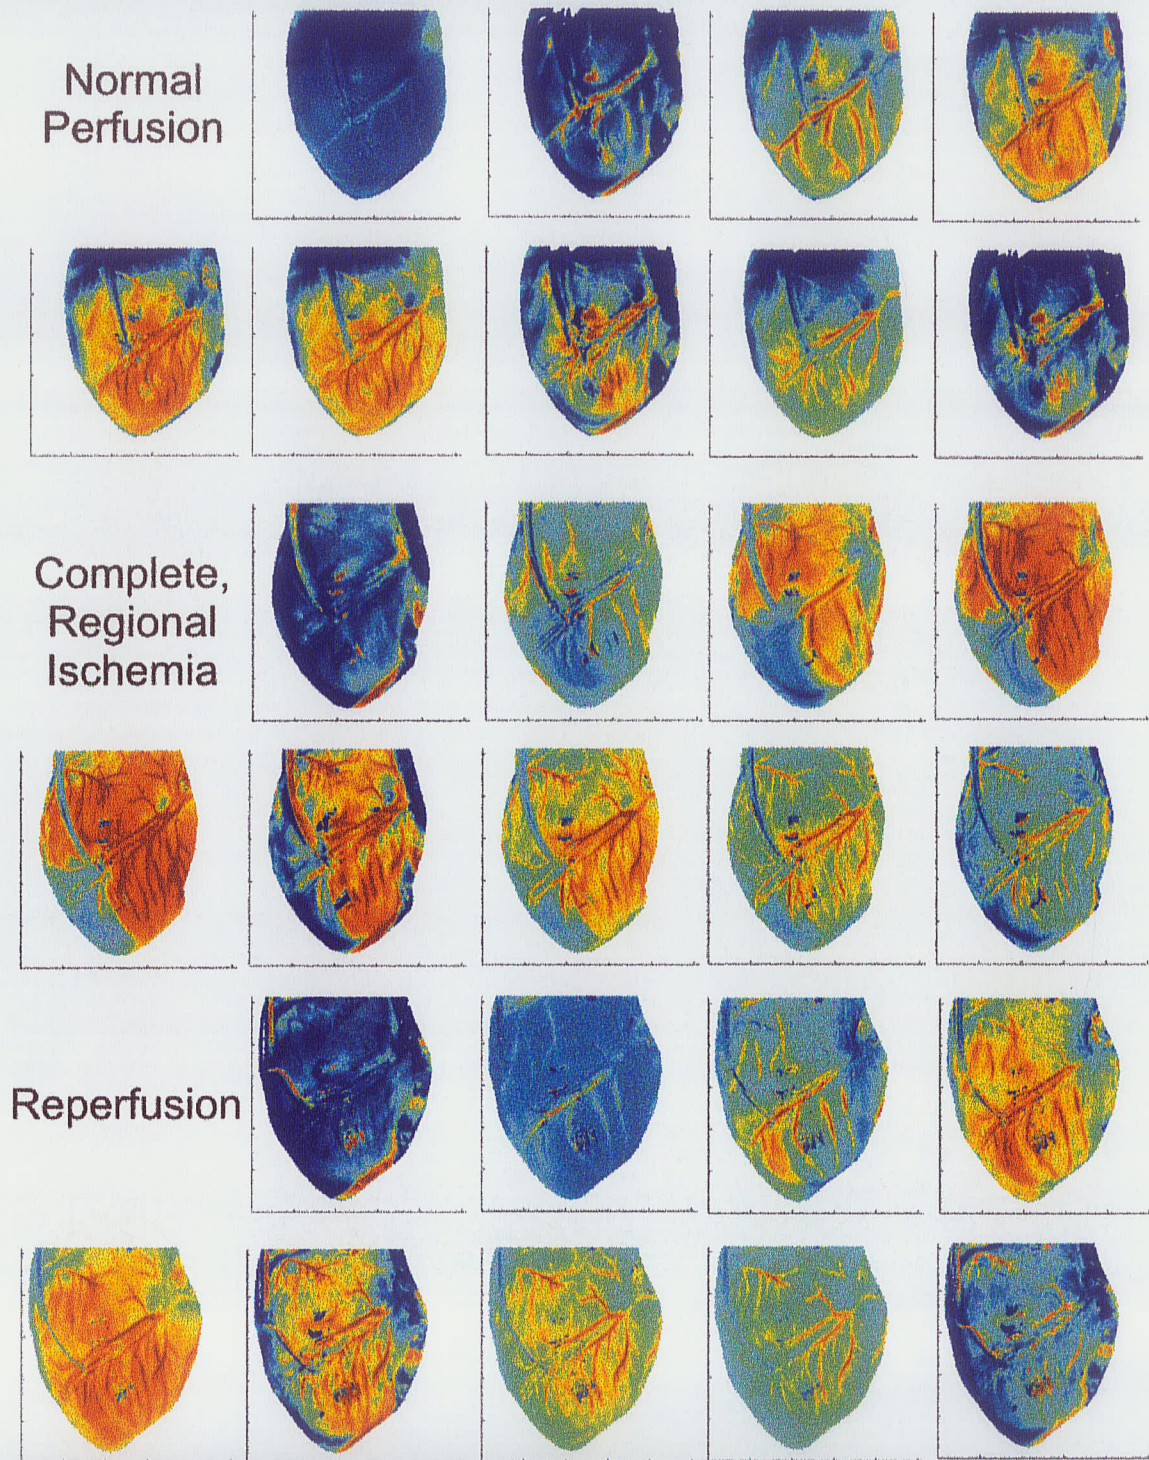 Normal
Perfusion
Complete,
Regional
Ischemia
Reperfusion